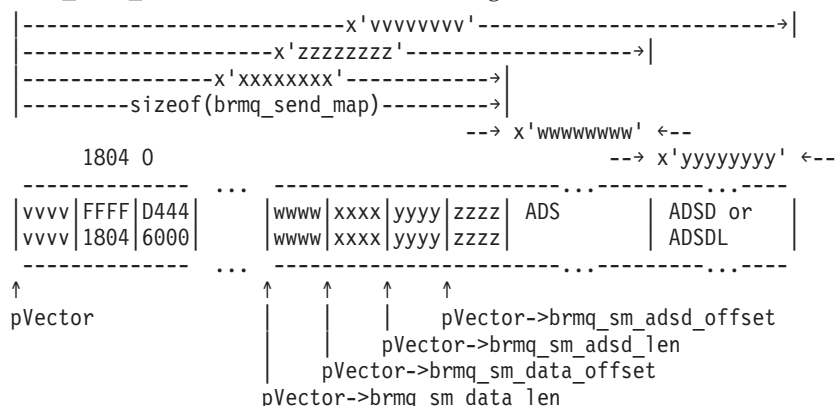 |--------------------------x'vvvvvvvv'------------------------→|
|--------------------x'zzzzzzzz'------------------→|
|---------------x'xxxxxxxx'-----------→|
|---------sizeof(brmq_send_map)---------→|
--→ x'wwwwwwww' ←--
1804 O --→ x'yyyyyyyy' ←--
-------------- ... -----------------------...---------...----
|vvvv|FFFF|D444| |wwww|xxxx|yyyy|zzzz| ADS | ADSD or |
|vvvv|1804|6000| |wwww|xxxx|yyyy|zzzz| | ADSDL |
-------------- ... -----------------------...---------...----
↑ ↑ ↑ ↑ ↑
pVector | | | pVector->brmq_sm_adsd_offset
| | pVector->brmq_sm_adsd_len
| pVector->brmq_sm_data_offset
pVector->brmq_sm_data_len